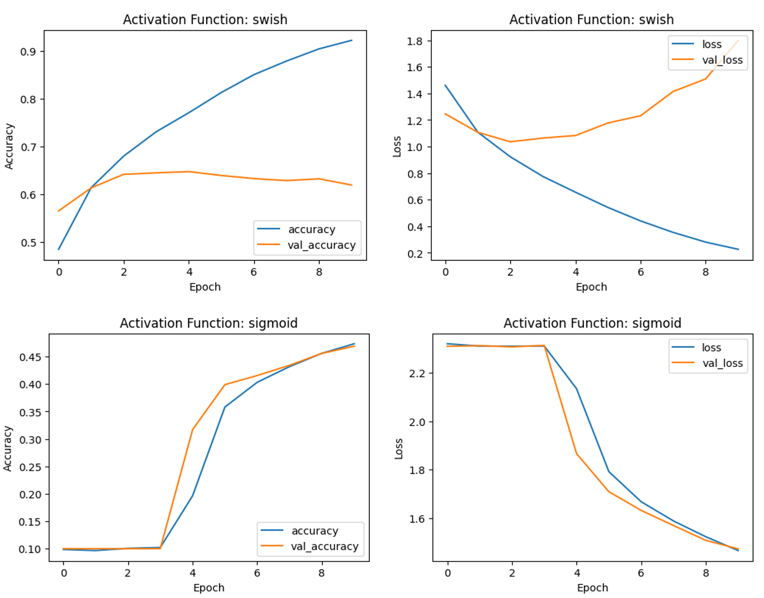 Activation Function: swish
Accuracy
0.9
0.8
0.7
0.6
0.5
accuracy
val_accuracy
0 2 4 6 8
Epoch
Activation Function: swish
Loss
1.8
1.6
1.4
1.2
1.0
0.8
0.6
0.4
0.2
loss
val_loss
0 2 4 6 8
Epoch
Activation Function: sigmoid
Accuracy
0.45
0.40
0.35
0.30
0.25
0.20
0.15
0.10
accuracy
val_accuracy
0 2 4 6 8
Epoch
Activation Function: sigmoid
Loss
2.2
2.0
1.8
1.6
loss
val_loss
0 2 4 6 8
Epoch